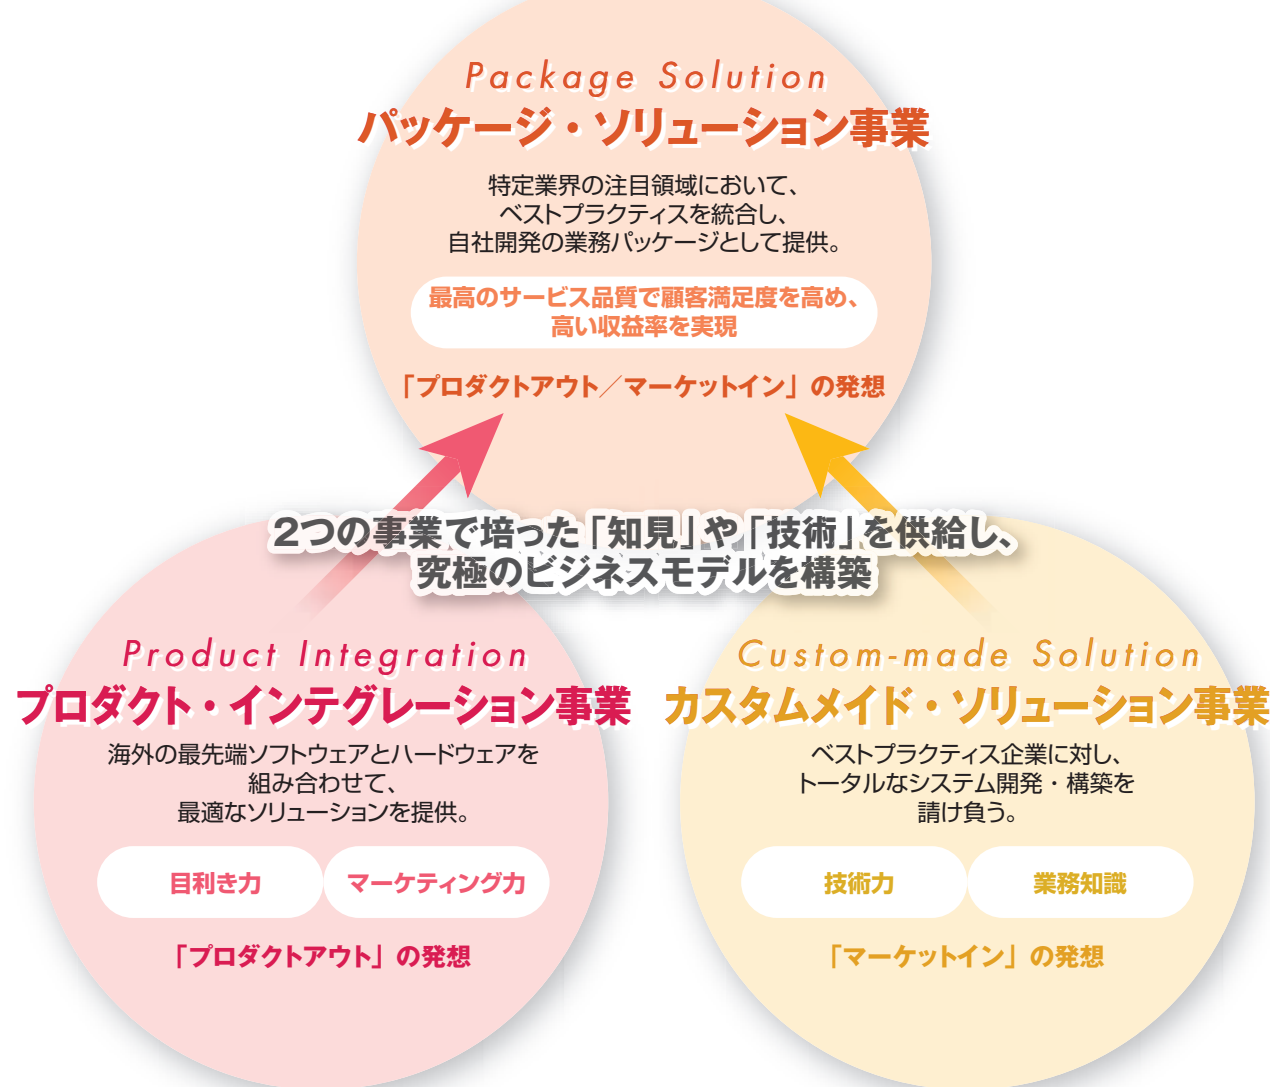 Package Solution
パッケージ・ソリューション事業
特定業界の注目領域において、
ベストプラクティスを統合し、
自社開発の業務パッケージとして提供。
最高のサービス品質で顧客満足度を高め、
高い収益率を実現
「プロダクトアウト／マーケットイン」の発想
2つの事業で培った「知見」や「技術」を供給し、
究極のビジネスモデルを構築
Product Integration
プロダクト・インテグレーション事業
海外の最先端ソフトウェアとハードウェアを
組み合わせて、
最適なソリューションを提供。
目利き力
マーケティング力
「プロダクトアウト」の発想
Custom-made Solution
カスタムメイド・ソリューション事業
ベストプラクティス企業に対し、
トータルなシステム開発・構築を
請け負う。
技術力
業務知識
「マーケットイン」の発想